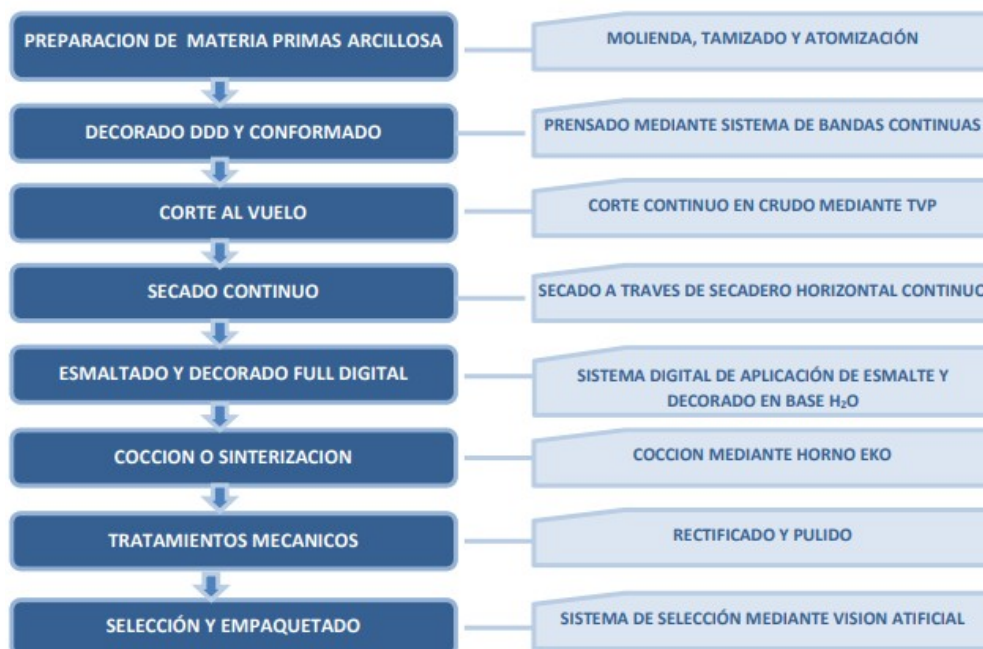 PREPARACION DE MATERIA PRIMAS ARCILLOSA
MOLIENDA, TAMIZADO Y ATOMIZACIÓN
DECORADO DDD Y CONFORMADO
PRENSADO MEDIANTE SISTEMA DE BANDAS CONTINUAS
CORTE AL VUELO
CORTE CONTINUO EN CRUDO MEDIANTE TVP
SECADO CONTINUO
SECADO A TRAVES DE SECADERO HORIZONTAL CONTINUO
ESMALTADO Y DECORADO FULL DIGITAL
SISTEMA DIGITAL DE APLICACIÓN DE ESMALTE Y
DECORADO EN BASE H₂O
COCCION O SINTERIZACION
COCCION MEDIANTE HORNO EKO
TRATAMIENTOS MECANICOS
RECTIFICADO Y PULIDO
SELECCIÓN Y EMPAQUETADO
SISTEMA DE SELECCIÓN MEDIANTE VISION ATIFICIAL